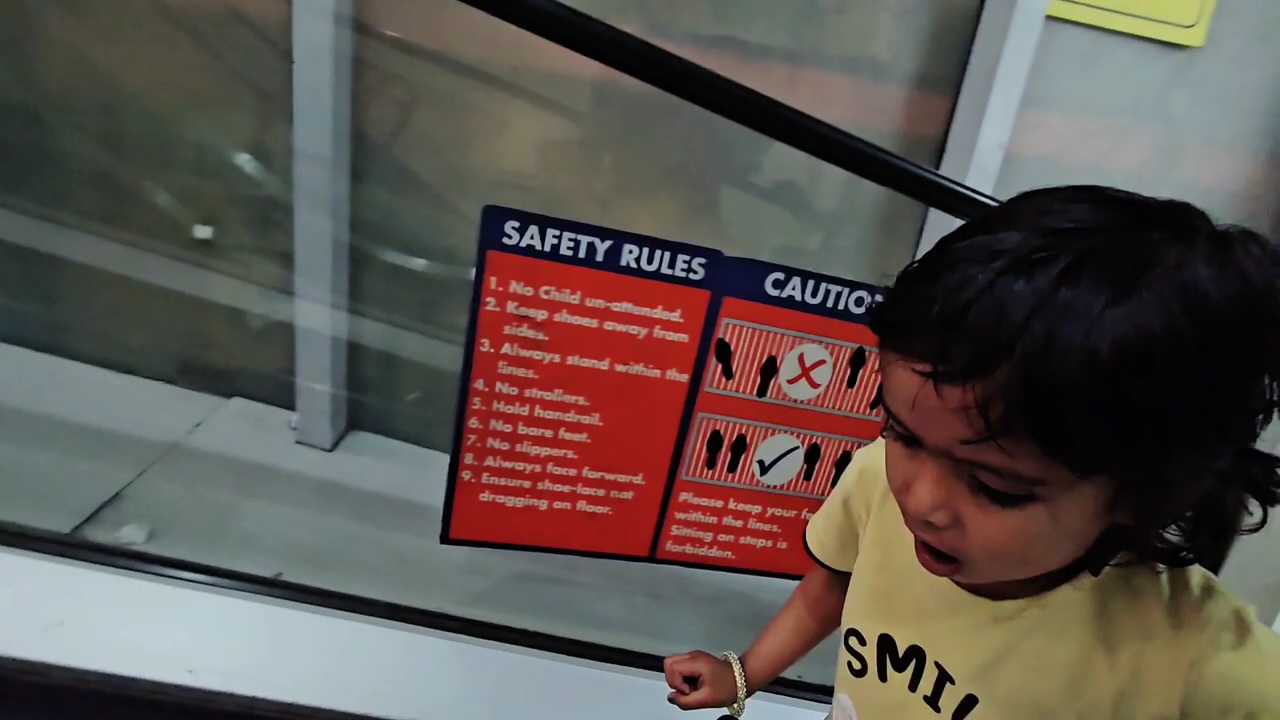 SAFETY RULES
1. No Child un-attended.
2. Keep shoes away from
sides.
3. Always stand within the
lines.
4. No strollers.
5. Hold handrail.
6. No bare feet.
7. No slippers.
8. Always face forward.
9. Ensure shoe-lace not
dragging on floor.
CAUTIO
Please keep your f
within the lines.
Sitting on steps is
forbidden.
SMIL